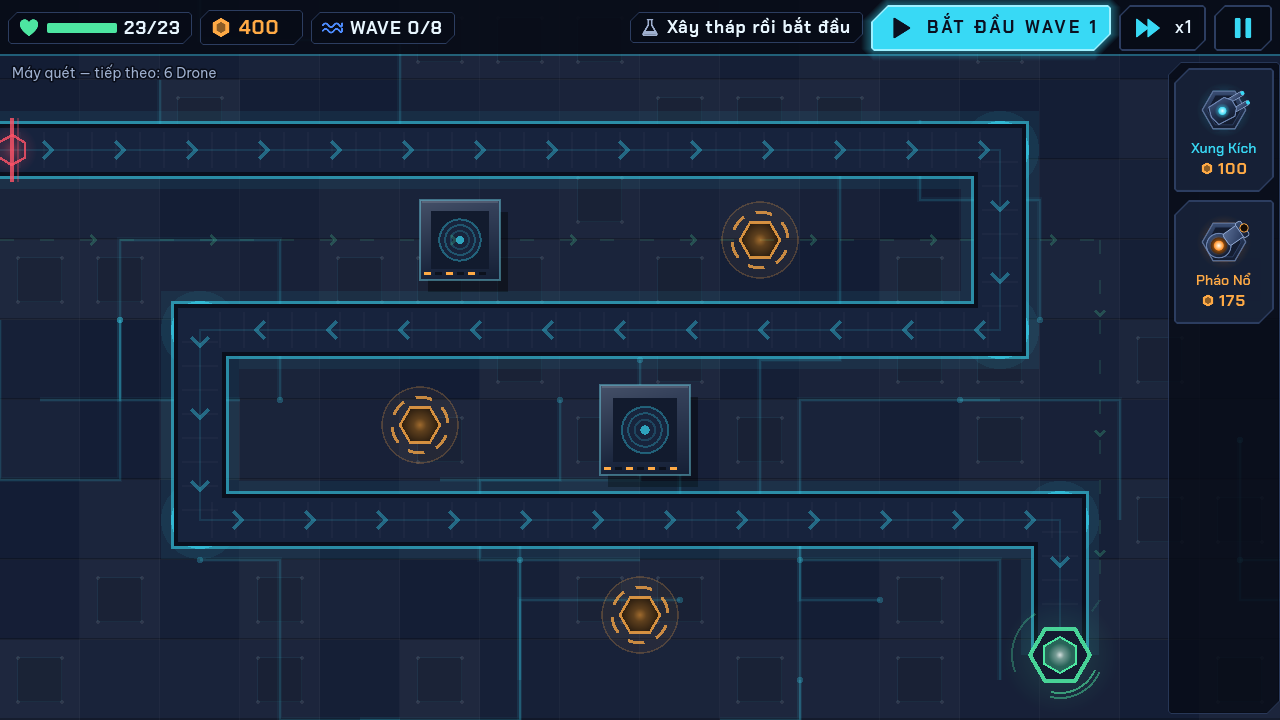 23/23
400
WAVE 0/8
Xây tháp rồi bắt đầu
BẮT ĐẦU WAVE 1
x1
Máy quét – tiếp theo: 6 Drone
Xung Kích
100
Pháo Nổ
175